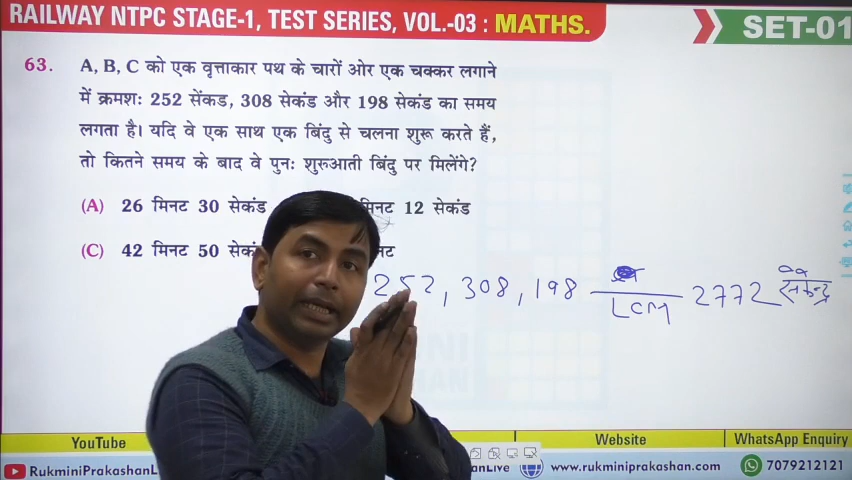 RAILWAY NTPC STAGE-1, TEST SERIES, VOL.-03 : MATHS.
SET-01
63. A, B, C को एक वृत्ताकार पथ के चारों ओर एक चक्कर लगाने
में क्रमशः 252 सेंकड, 308 सेकंड और 198 सेकंड का समय
लगता है। यदि वे एक साथ एक बिंदु से चलना शुरू करते हैं,
तो कितने समय के बाद वे पुनः शुरुआती बिंदु पर मिलेंगे?
(A) 26 मिनट 30 सेकंड मिनट 12 सेकंड
(C) 42 मिनट 50
252, 308, 198 LCM 2772 सेकेन्ड
YouTube Website WhatsApp Enquiry
RukminiPrakashanL www.rukminiprakashan.com 7079212121